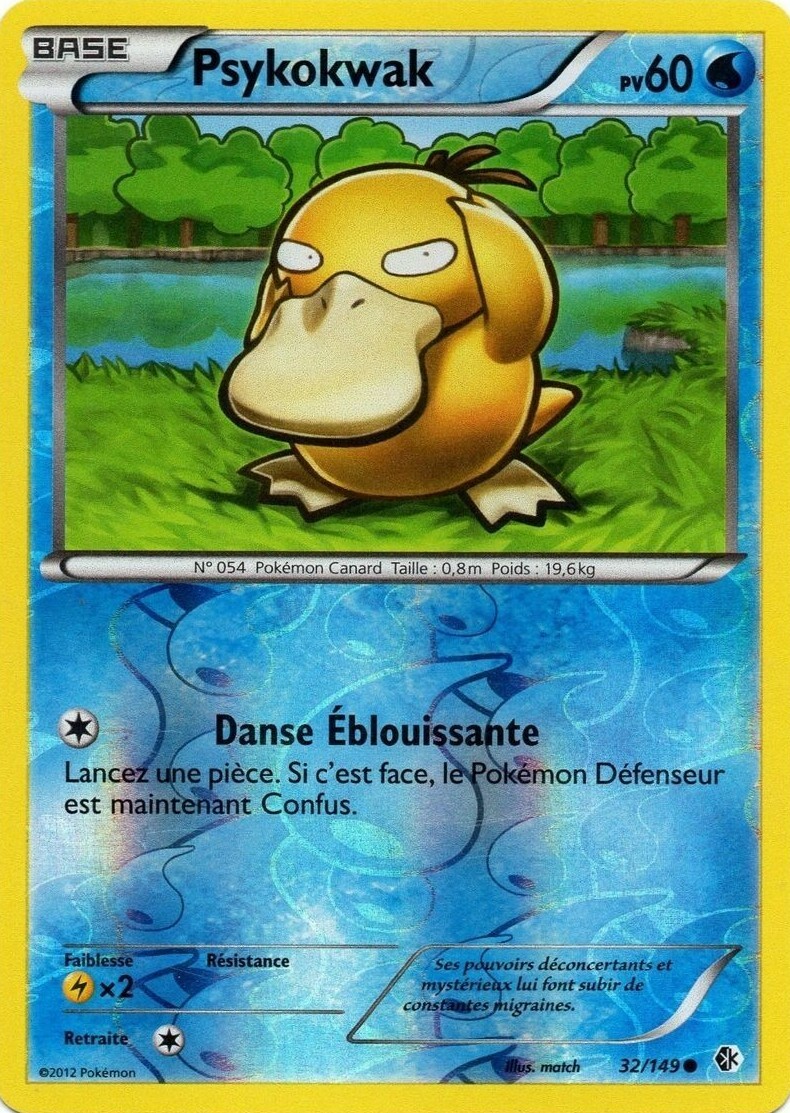 BASE
Psykokwak
PV60
N° 054 Pokémon Canard Taille : 0,8m Poids : 19,6kg
Danse Éblouissante
Lancez une pièce. Si c'est face, le Pokémon Défenseur
est maintenant Confus.
Faiblesse
Résistance
x2
Ses pouvoirs déconcertants et
mystérieux lui font subir de
constantes migraines.
Retraite
©2012 Pokémon
Illus. match
32/149